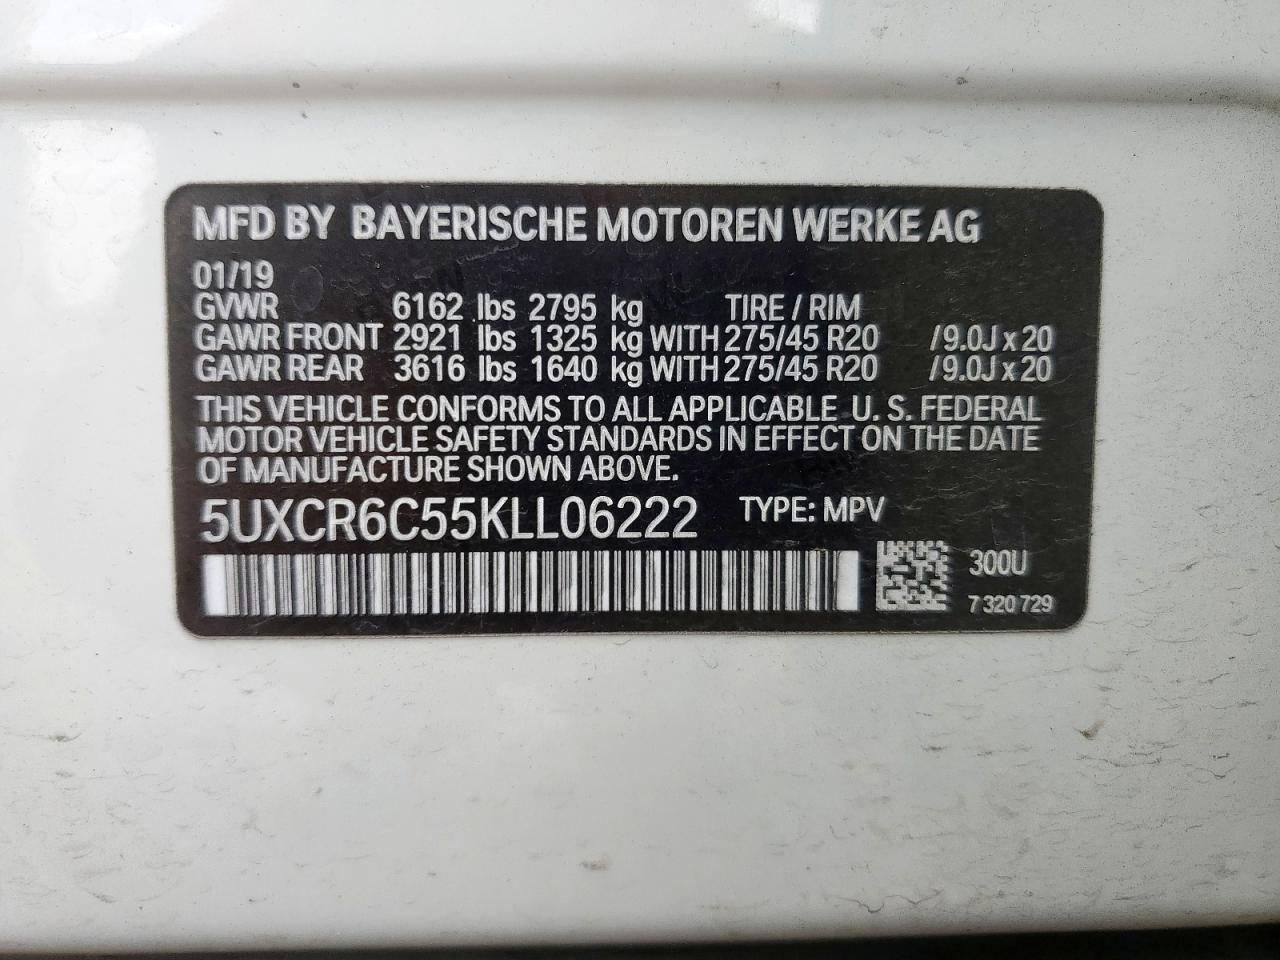 MFD BY BAYERISCHE MOTOREN WERKE AG
01/19
GVWR 6162 lbs 2795 kg TIRE / RIM
GAWR FRONT 2921 lbs 1325 kg WITH 275/45 R20 /9.0J x 20
GAWR REAR 3616 lbs 1640 kg WITH 275/45 R20 /9.0J x 20
THIS VEHICLE CONFORMS TO ALL APPLICABLE U. S. FEDERAL
MOTOR VEHICLE SAFETY STANDARDS IN EFFECT ON THE DATE
OF MANUFACTURE SHOWN ABOVE.
5UXCR6C55KLL06222 TYPE: MPV
300U
7 320 729